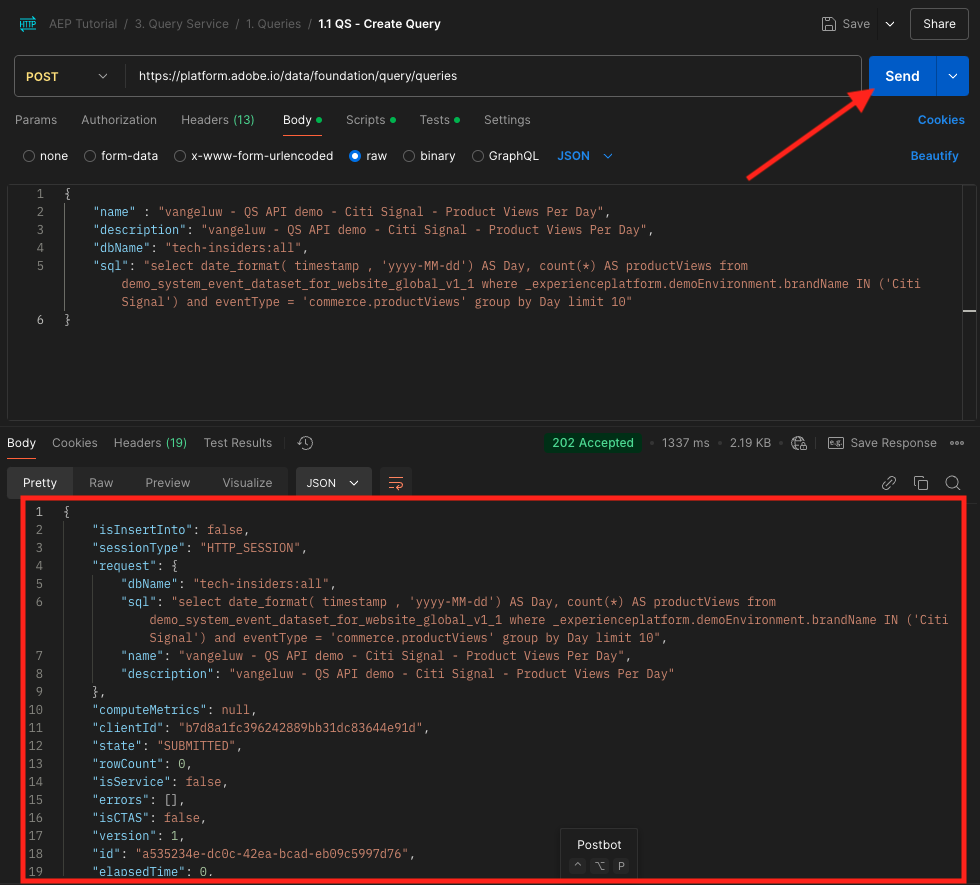 HTTP AEP Tutorial / 3. Query Service / 1. Queries / 1.1 QS - Create Query Save Share
POST https://platform.adobe.io/data/foundation/query/queries Send
Params Authorization Headers (13) Body Scripts Tests Settings Cookies
none form-data x-www-form-urlencoded raw binary GraphQL JSON Beautify
1 {
2 "name" : "vangeluw - QS API demo - Citi Signal - Product Views Per Day",
3 "description": "vangeluw - QS API demo - Citi Signal - Product Views Per Day",
4 "dbName": "tech-insiders:all",
5 "sql": "select date_format( timestamp , 'yyyy-MM-dd') AS Day, count(*) AS productViews from
demo_system_event_dataset_for_website_global_v1_1 where _experienceplatform.demoEnvironment.brandName IN ('Citi
Signal') and eventType = 'commerce.productViews' group by Day limit 10"
6 }
Body Cookies Headers (19) Test Results 202 Accepted 1337 ms 2.19 KB e.g. Save Response
Pretty Raw Preview Visualize JSON
1 {
2 "isInsertInto": false,
3 "sessionType": "HTTP_SESSION",
4 "request": {
5 "dbName": "tech-insiders:all",
6 "sql": "select date_format( timestamp , 'yyyy-MM-dd') AS Day, count(*) AS productViews from
demo_system_event_dataset_for_website_global_v1_1 where _experienceplatform.demoEnvironment.brandName IN ('Citi
Signal') and eventType = 'commerce.productViews' group by Day limit 10",
7 "name": "vangeluw - QS API demo - Citi Signal - Product Views Per Day",
8 "description": "vangeluw - QS API demo - Citi Signal - Product Views Per Day"
9 },
10 "computeMetrics": null,
11 "clientId": "b7d8a1fc396242889bb31dc83644e91d",
12 "state": "SUBMITTED",
13 "rowCount": 0,
14 "isService": false,
15 "errors": [],
16 "isCTAS": false,
17 "version": 1,
18 "id": "a535234e-dc0c-42ea-bcad-eb09c5997d76",
19 "elapsedTime": 0,
Postbot
^ ⌥ P